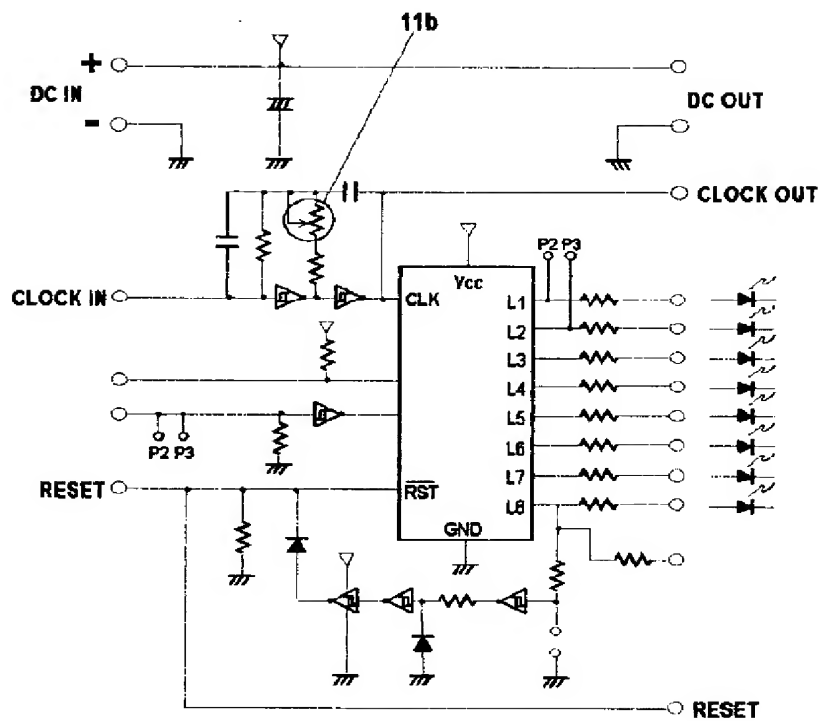 11b
+
DC IN
-
DC OUT
CLOCK OUT
P2 P3
CLOCK IN
CLK
Vcc
L1
L2
L3
L4
L5
L6
L7
L8
P2 P3
RESET
RST
GND
RESET